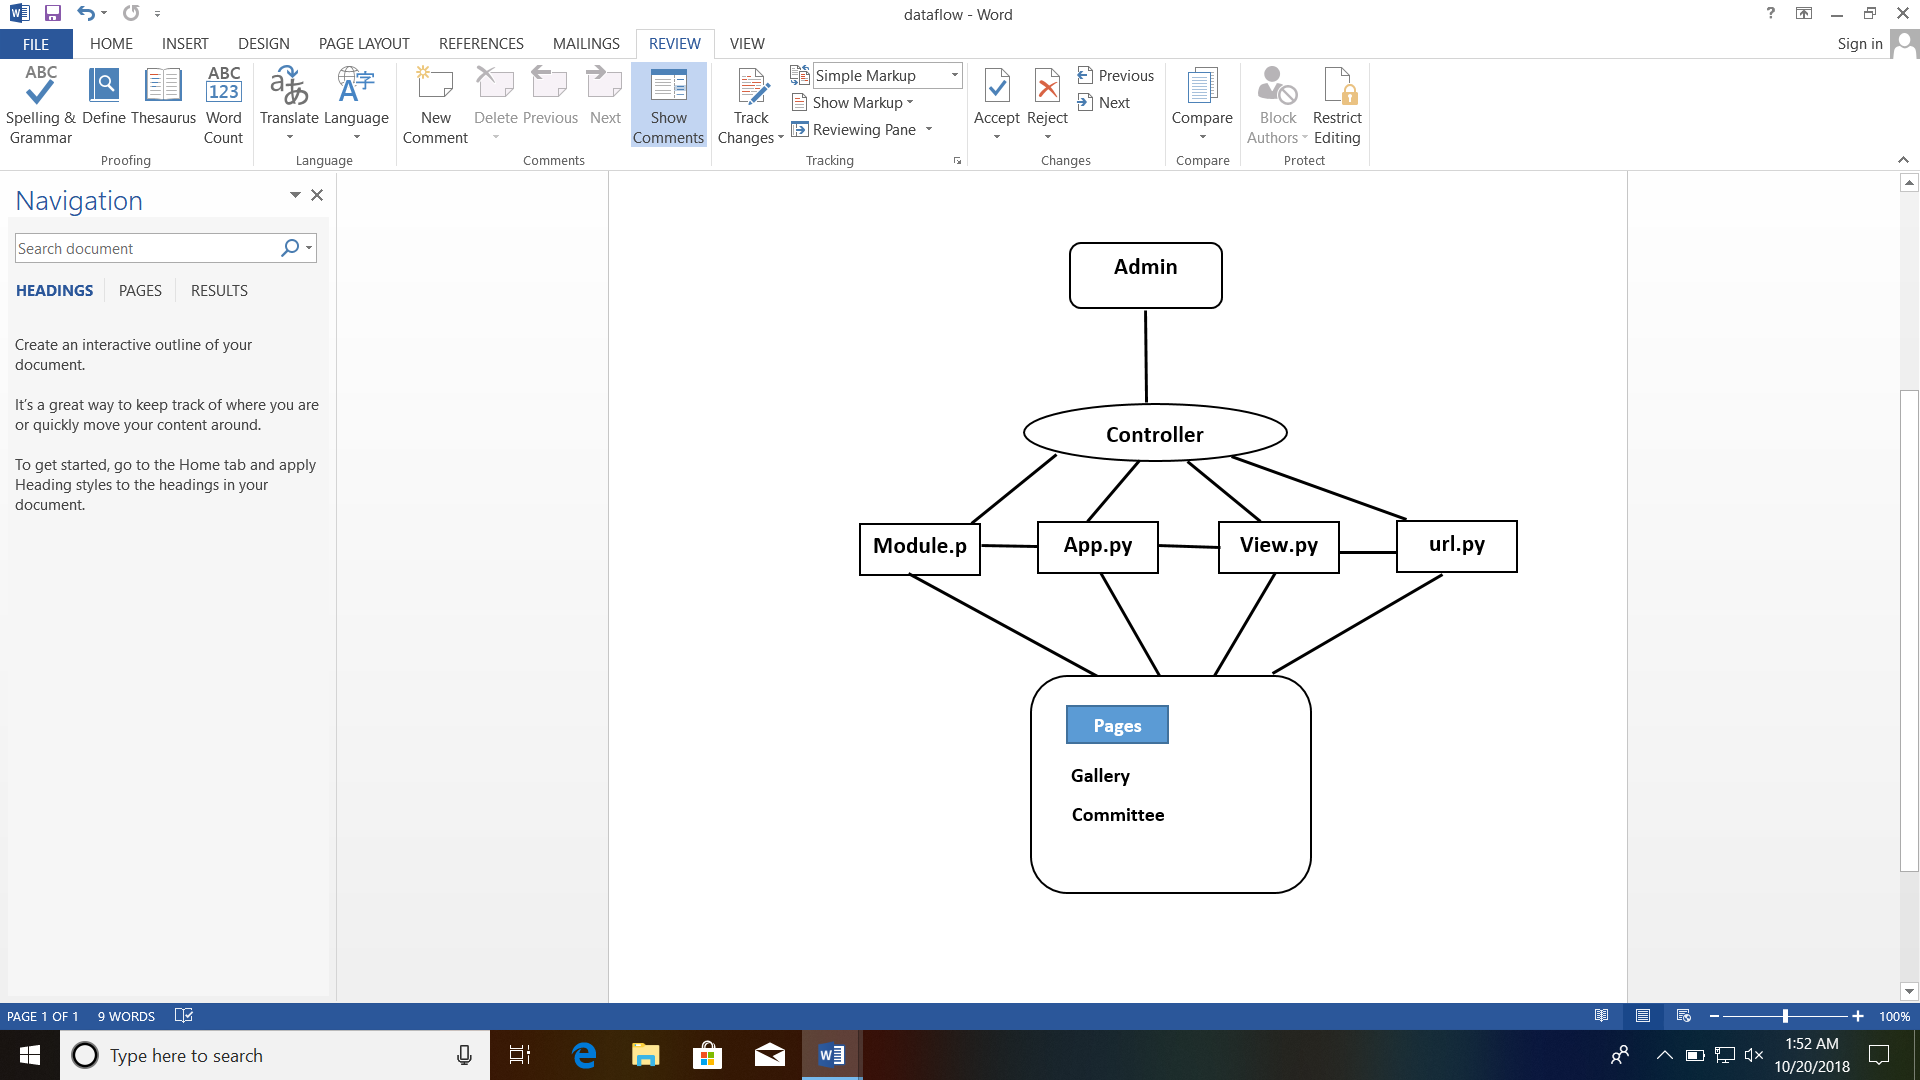 dataflow - Word
?
FILE
HOME
INSERT
DESIGN
PAGE LAYOUT
REFERENCES
MAILINGS
REVIEW
VIEW
Sign in
ABC
Spelling &
Grammar
Define
Thesaurus
ABC
123
Word
Count
Proofing
Translate
Language
Language
New
Comment
Delete
Previous
Next
Show
Comments
Comments
Track
Changes
Simple Markup
Show Markup
Reviewing Pane
Tracking
Accept
Reject
Previous
Next
Changes
Compare
Compare
Block
Authors
Restrict
Editing
Protect
Navigation
Search document
HEADINGS
PAGES
RESULTS
Create an interactive outline of your
document.
It's a great way to keep track of where you are
or quickly move your content around.
To get started, go to the Home tab and apply
Heading styles to the headings in your
document.
Admin
Controller
Module.p
App.py
View.py
url.py
Pages
Gallery
Committee
PAGE 1 OF 1
9 WORDS
100%
Type here to search
1:52 AM
10/20/2018